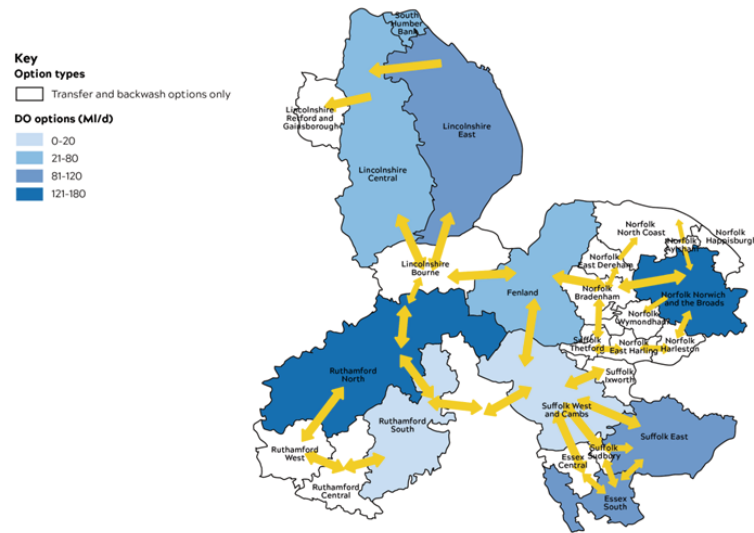 Key
Option types
Transfer and backwash options only
DO options (Ml/d)
0-20
21-80
81-120
121-180
South
Humber
Bank
Lincolnshire
Retford and
Gainsborough
Lincolnshire
East
Lincolnshire
Central
Lincolnshire
Bourne
Fenland
Norfolk
North Coast
Norfolk
Happisburgh
Norfolk
Aylsham
Norfolk
East Dereham
Norfolk
Bradenham
Norfolk Norwich
and the Broads
Norfolk
Wymondham
Suffolk
Thetford
Norfolk
East Harling
Norfolk
Harleston
Suffolk
Ixworth
Ruthamford
North
Ruthamford
South
Suffolk West
and Cambs
Suffolk East
Ruthamford
West
Ruthamford
Central
Essex
Central
Suffolk
Sudbury
Essex
South